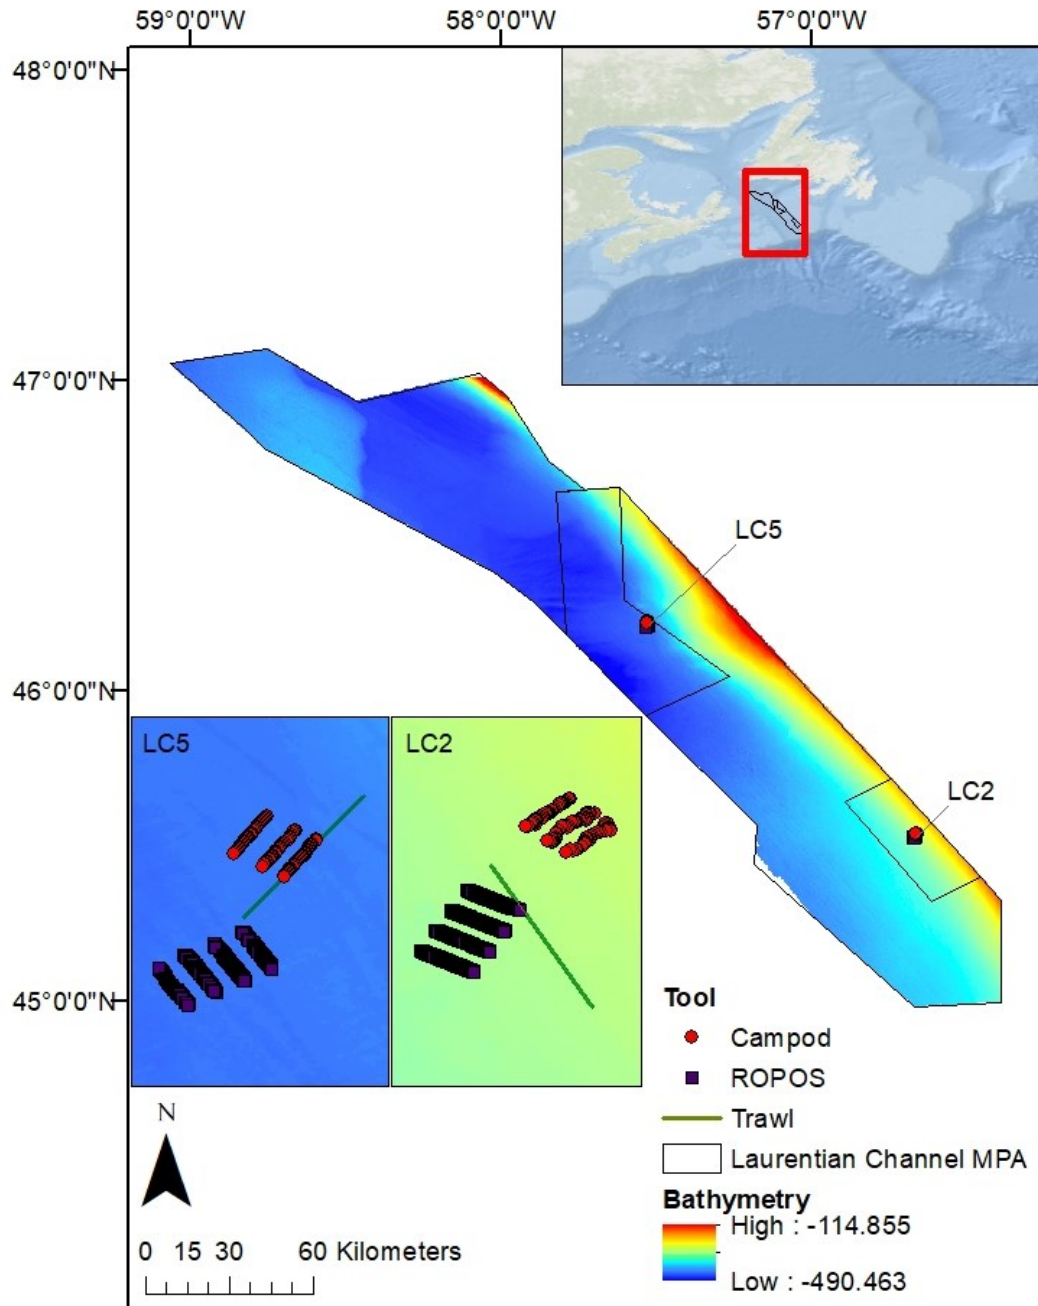 59°0'0"W 58°0'0"W 57°0'0"W
48°0'0"N
47°0'0"N
LC5
46°0'0"N
LC5 LC2
LC2
45°0'0"N
Tool
Campod
ROPOS
Trawl
Laurentian Channel MPA
Bathymetry
High : -114.855
Low : -490.463
N
0 15 30 60 Kilometers